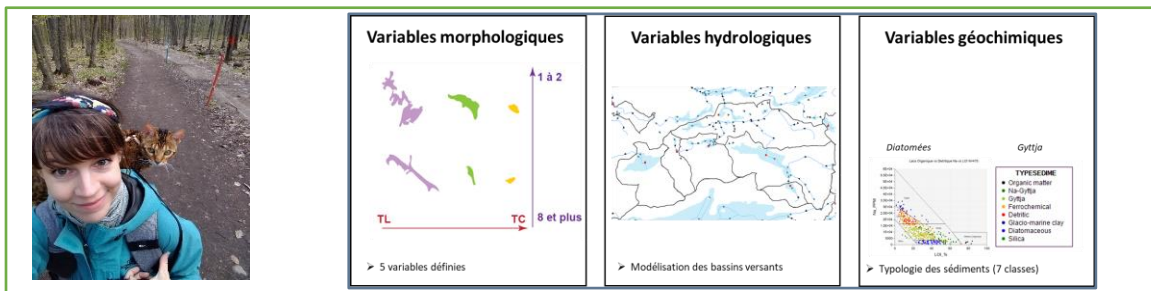 Variables morphologiques
1 à 2
TL
TC
8 et plus
➢ 5 variables définies
Variables hydrologiques
➢ Modélisation des bassins versants
Variables géochimiques
Diatomées
Gyttja
TYPESEDIME
Organic matter
Na-Gyttja
Gyttja
Ferrochemical
Detritic
Glacio-marine clay
Diatomaceous
Silica
LOI_%
➢ Typologie des sédiments (7 classes)